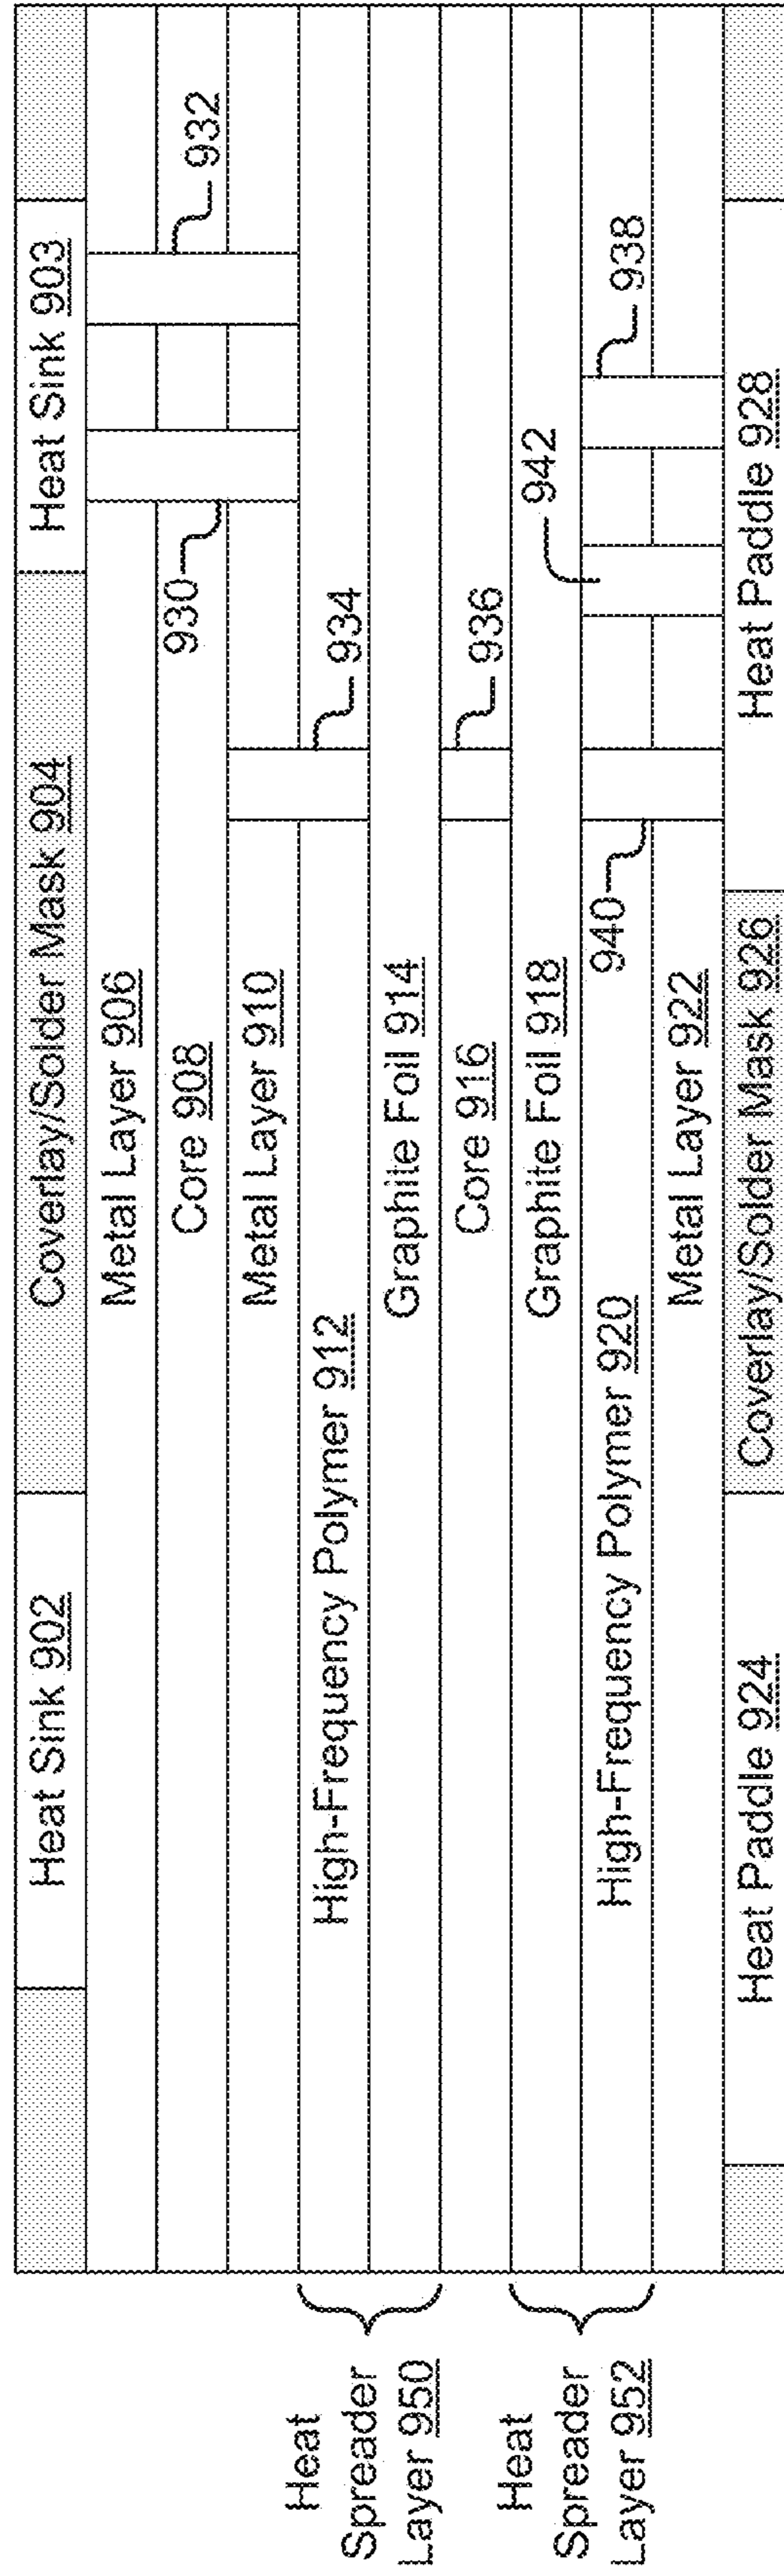 Heat Sink 902
Coverlay/Solder Mask 904
Heat Sink 903
Metal Layer 906
Core 908
932
930
Metal Layer 910
High-Frequency Polymer 912
934
Graphite Foil 914
Core 916
936
Graphite Foil 918
942
High-Frequency Polymer 920
940
938
Metal Layer 922
Heat Paddle 924
Coverlay/Solder Mask 926
Heat Paddle 928
Heat
Spreader
Layer 950
Heat
Spreader
Layer 952